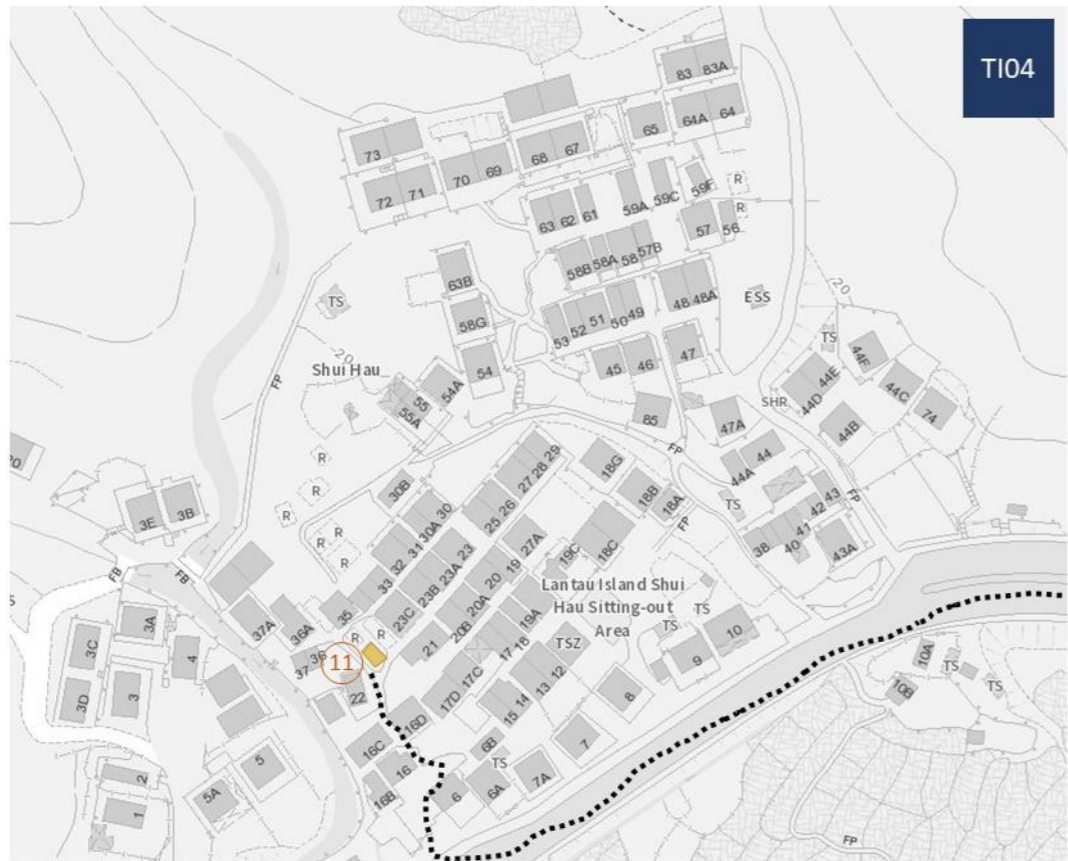 TI04
83 83A
64A 64
65
73
68 67
70 69
72 71
59A 59C 59F R
R
63 62 61
57 56
58B 58A 58 57B
63B
TS
48 48A
ESS
20
58G
53 52 51 50 49
TS
44F
20
Shui Hau
FP
54
45 46 47
44D 44E
44C
74
55 54A
55A
85
SHR
47A
44B
FP
44A 44
18G
27 28 29
R
30B
18B
18A
TS
43
FP
R
25 26
FP
42
3E 3B
R
30A 30
41
R R
31
27A
18C
38 40
43A
R
32
23
19C
FB FB
33
23A
20 19
Lantau Island Shui
Hau Sitting-out
Area
TS
TS
3A
35
23B
20A
19A
37A 36A
23C
20B
3C
4
R R
18
TSZ
10
21
17
9
10A
TS
37 36
11
17C
12
TS
3D 3
22
17D
13
8
10B
14
16D
15
6B
7
16C
TS
5
16
2
6
6A
7A
5A
16B
1
FP